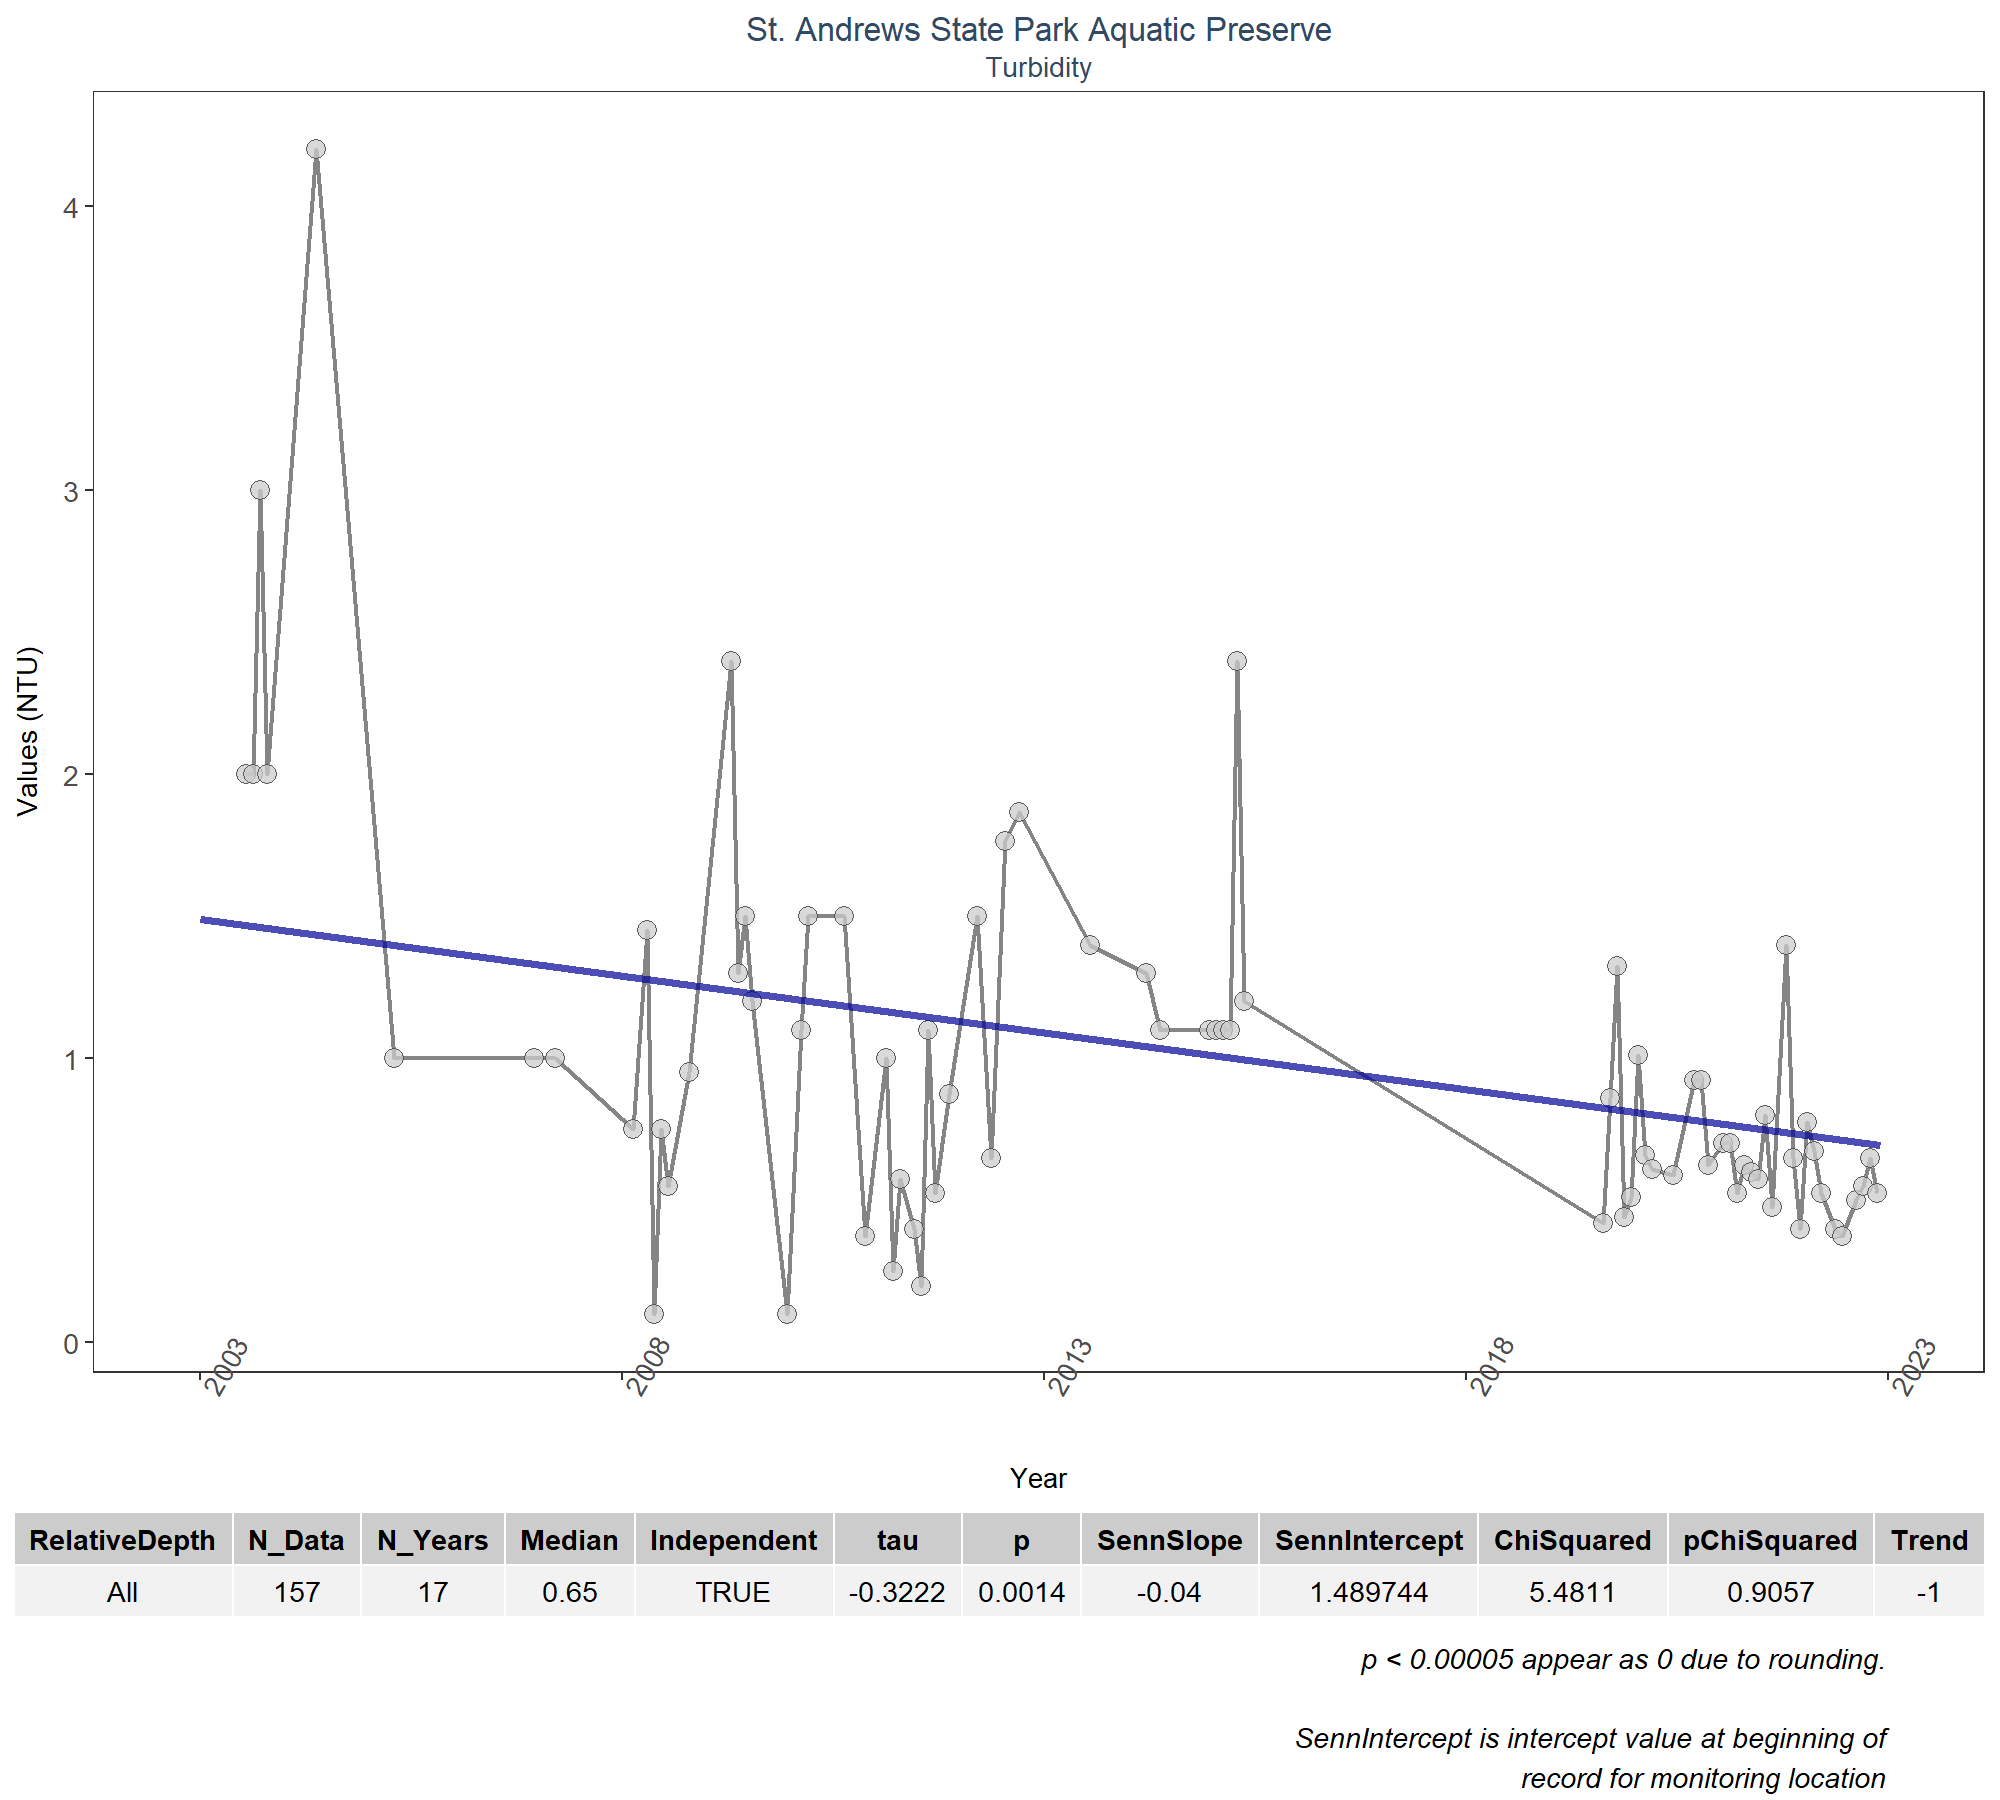 St. Andrews State Park Aquatic Preserve
Turbidity
4
3
2
1
0
Values (NTU)
2003
2008
2013
2018
2023
Year
RelativeDepth N_Data N_Years Median Independent tau p SennSlope SennIntercept ChiSquared pChiSquared Trend
All 157 17 0.65 TRUE -0.3222 0.0014 -0.04 1.489744 5.4811 0.9057 -1
p < 0.00005 appear as 0 due to rounding.
SennIntercept is intercept value at beginning of
record for monitoring location